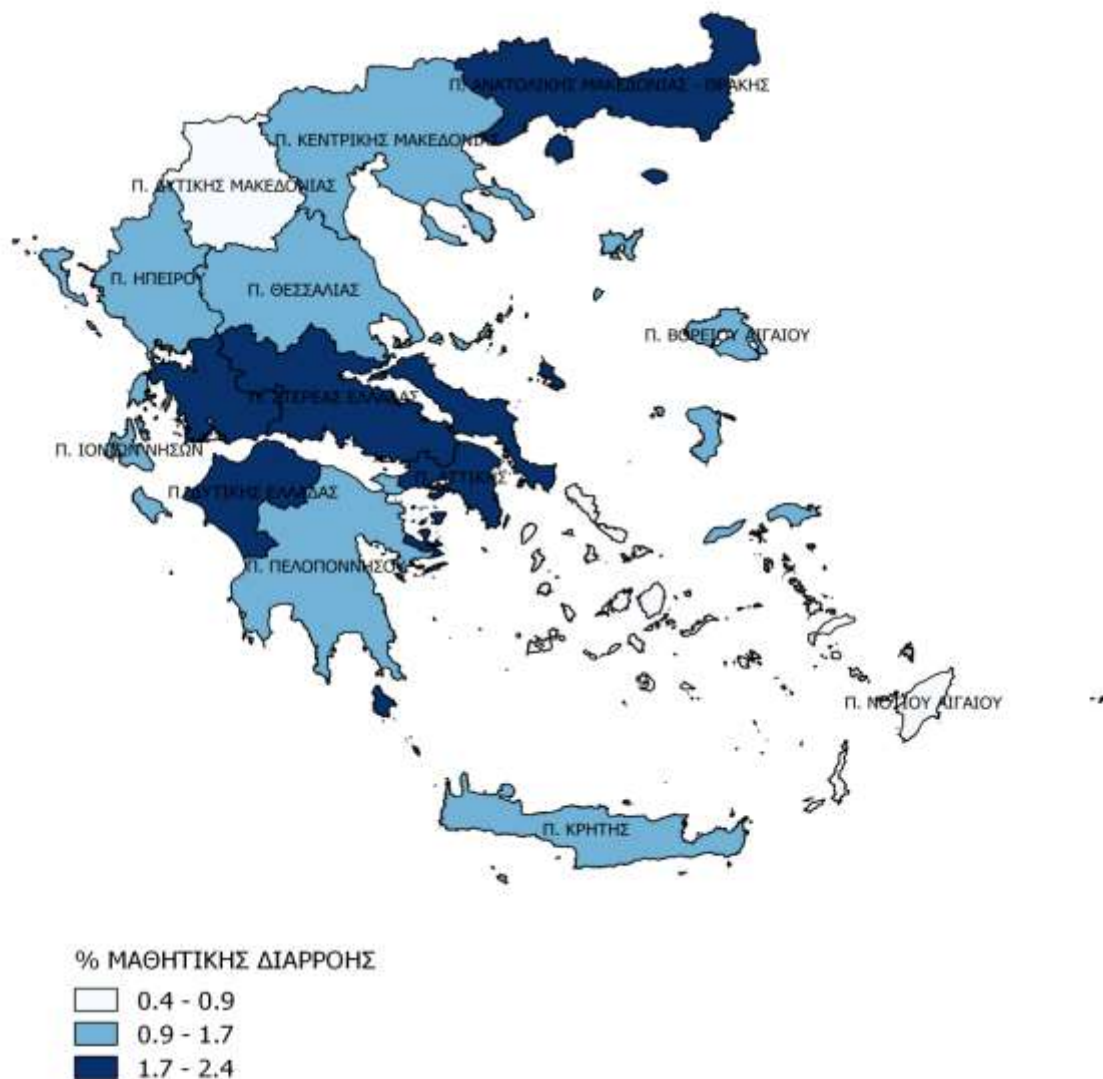 Π. ΑΝΑΤΟΛΙΚΗΣ ΜΑΚΕΔΟΝΙΑΣ - ΘΡΑΚΗΣ
Π. ΚΕΝΤΡΙΚΗΣ ΜΑΚΕΔΟΝΙΑΣ
Π. ΔΥΤΙΚΗΣ ΜΑΚΕΔΟΝΙΑΣ
Π. ΗΠΕΙΡΟΥ
Π. ΘΕΣΣΑΛΙΑΣ
Π. ΒΟΡΕΙΟΥ ΑΙΓΑΙΟΥ
Π. ΣΤΕΡΕΑΣ ΕΛΛΑΔΑΣ
Π. ΙΟΝΙΩΝ ΝΗΣΩΝ
Π. ΑΤΤΙΚΗΣ
Π. ΔΥΤΙΚΗΣ ΕΛΛΑΔΑΣ
Π. ΠΕΛΟΠΟΝΝΗΣΟΥ
Π. ΝΟΤΙΟΥ ΑΙΓΑΙΟΥ
Π. ΚΡΗΤΗΣ
% ΜΑΘΗΤΙΚΗΣ ΔΙΑΡΡΟΗΣ
0.4 - 0.9
0.9 - 1.7
1.7 - 2.4